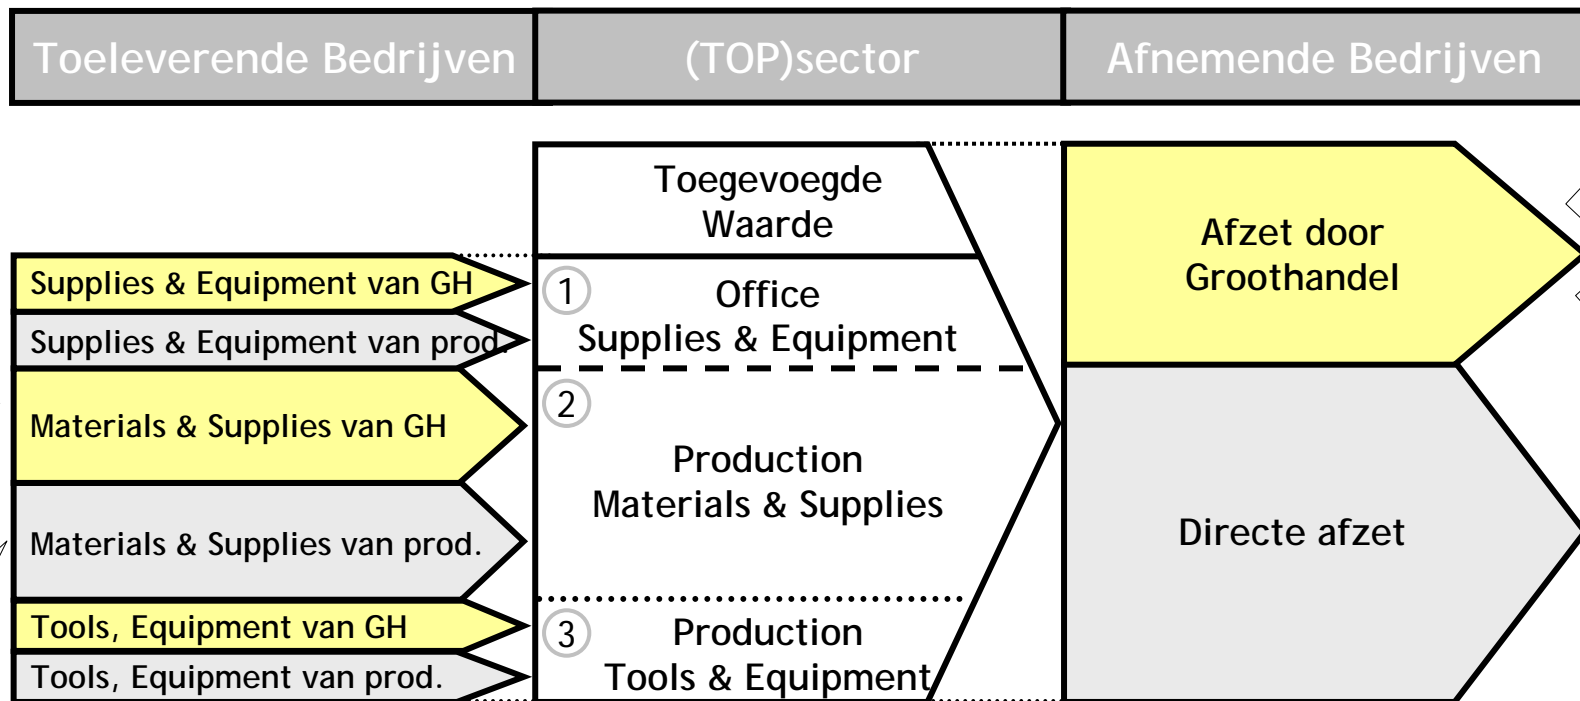 Toeleverende Bedrijven
(TOP)sector
Afnemende Bedrijven
Supplies & Equipment van GH
Supplies & Equipment van prod.
Materials & Supplies van GH
Materials & Supplies van prod.
Tools, Equipment van GH
Tools, Equipment van prod.
Toegevoegde
Waarde
1
Office
Supplies & Equipment
2
Production
Materials & Supplies
3
Production
Tools & Equipment
Afzet door
Groothandel
Directe afzet